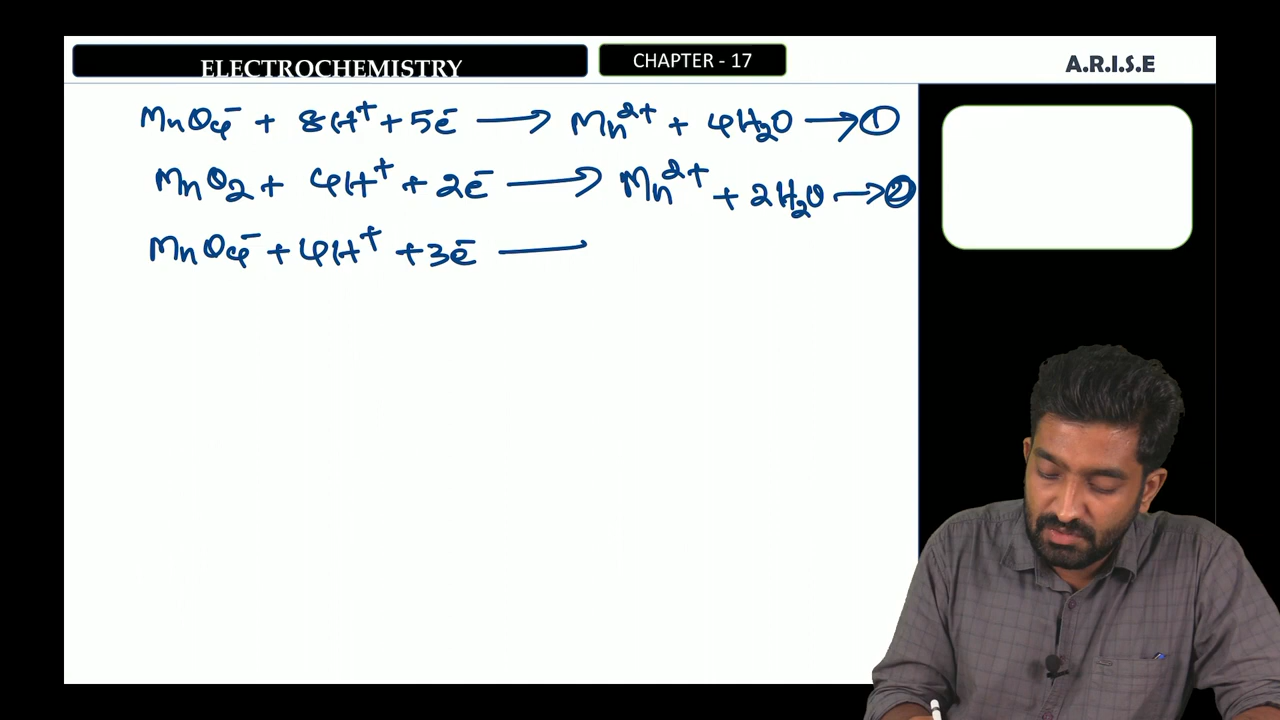 ELECTROCHEMISTRY
CHAPTER - 17
A.R.I.S.E
MnO₄⁻ + 8H⁺ + 5e⁻ ⟶ Mn²⁺ + 4H₂O ⟶ ①
MnO₂ + 4H⁺ + 2e⁻ ⟶ Mn²⁺ + 2H₂O ⟶ ②
MnO₄⁻ + 4H⁺ + 3e⁻ —